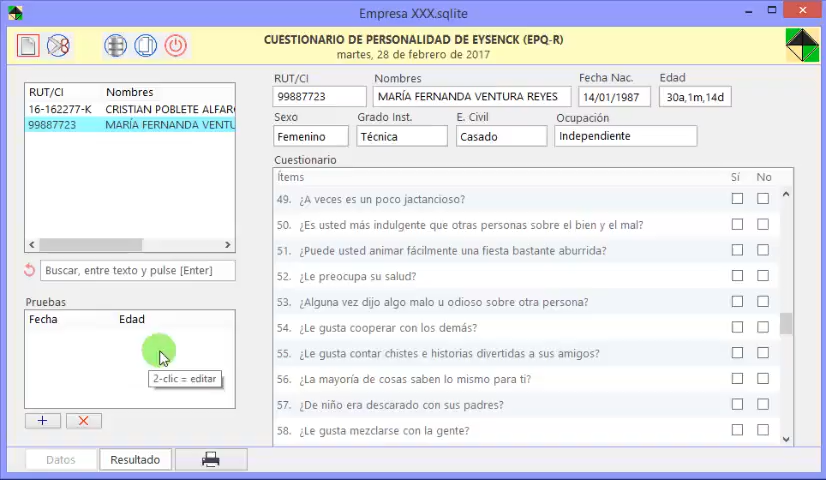 Empresa XXX.sqlite
CUESTIONARIO DE PERSONALIDAD DE EYSENCK (EPQ-R)
martes, 28 de febrero de 2017
RUT/CI Nombres
16-162277-K CRISTIAN POBLETE ALFAR
99887723 MARÍA FERNANDA VENTU
Buscar, entre texto y pulse [Enter]
Pruebas
Fecha Edad
2-clic = editar
Datos Resultado
RUT/CI Nombres Fecha Nac. Edad
99887723 MARÍA FERNANDA VENTURA REYES 14/01/1987 30a,1m,14d
Sexo Grado Inst. E. Civil Ocupación
Femenino Técnica Casado Independiente
Cuestionario
Ítems Sí No
49. ¿A veces es un poco jactancioso?
50. ¿Es usted más indulgente que otras personas sobre el bien y el mal?
51. ¿Puede usted animar fácilmente una fiesta bastante aburrida?
52. ¿Le preocupa su salud?
53. ¿Alguna vez dijo algo malo u odioso sobre otra persona?
54. ¿Le gusta cooperar con los demás?
55. ¿Le gusta contar chistes e historias divertidas a sus amigos?
56. ¿La mayoría de cosas saben lo mismo para ti?
57. ¿De niño era descarado con sus padres?
58. ¿Le gusta mezclarse con la gente?